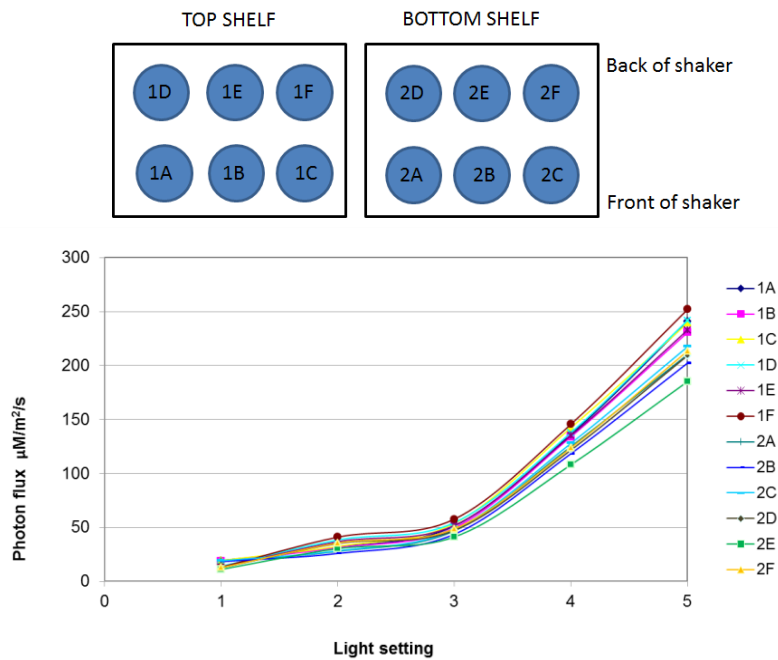 TOP SHELF
BOTTOM SHELF
1D 1E 1F
2D 2E 2F
Back of shaker
1A 1B 1C
2A 2B 2C
Front of shaker
Photon flux µM/m²/s
300
250
200
150
100
50
0
0 1 2 3 4 5
Light setting
1A
1B
1C
1D
1E
1F
2A
2B
2C
2D
2E
2F